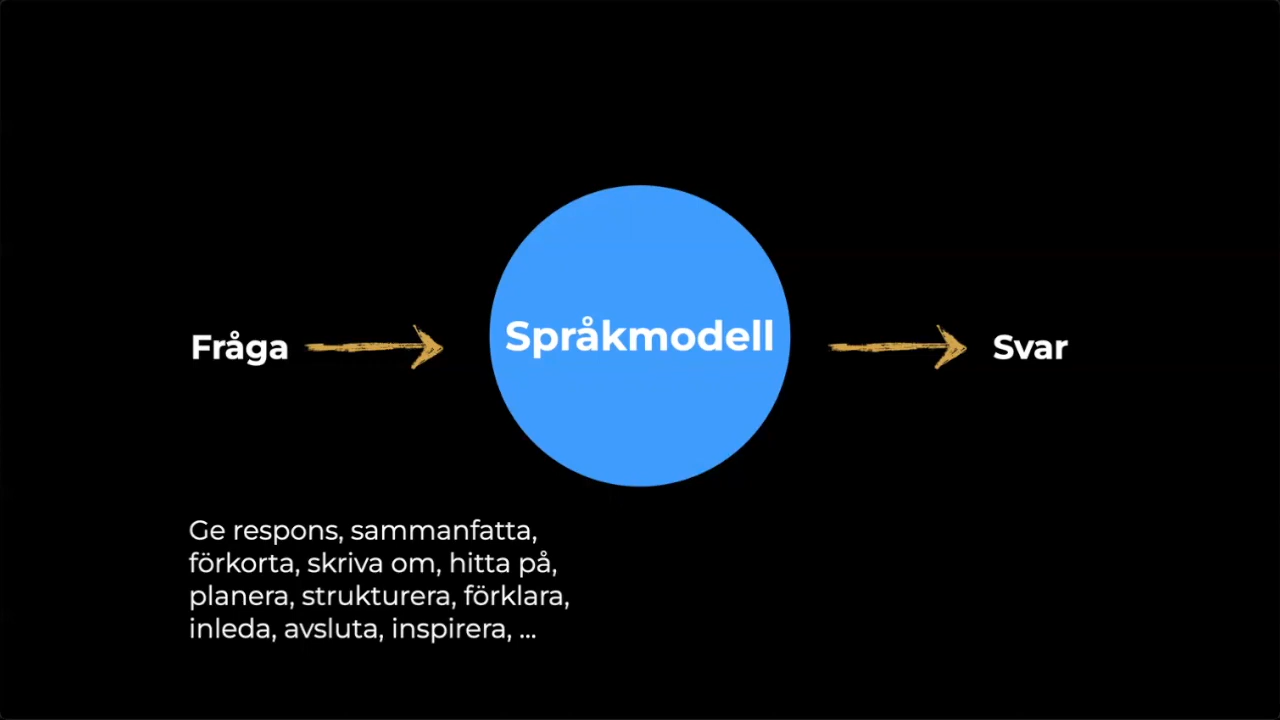 Fråga
Språkmodell
Svar
Ge respons, sammanfatta,
förkorta, skriva om, hitta på,
planera, strukturera, förklara,
inleda, avsluta, inspirera, ...